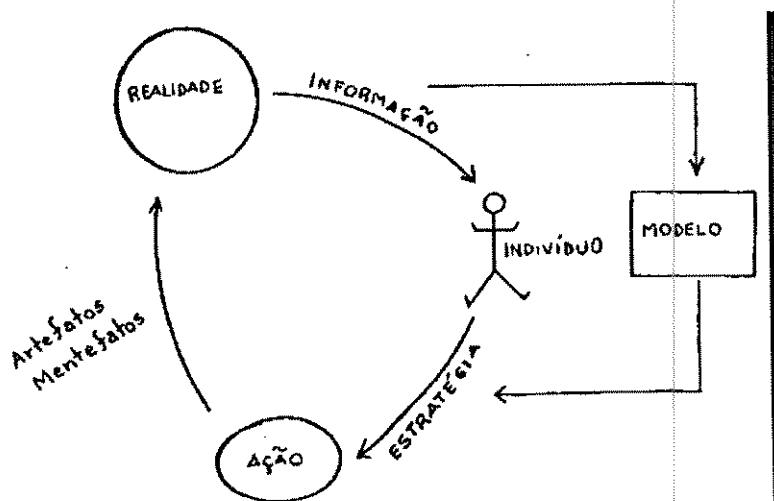 REALIDADE
INFORMAÇÃO
INDIVÍDUO
MODELO
ESTRATÉGIA
AÇÃO
Artefatos
Mentefatos